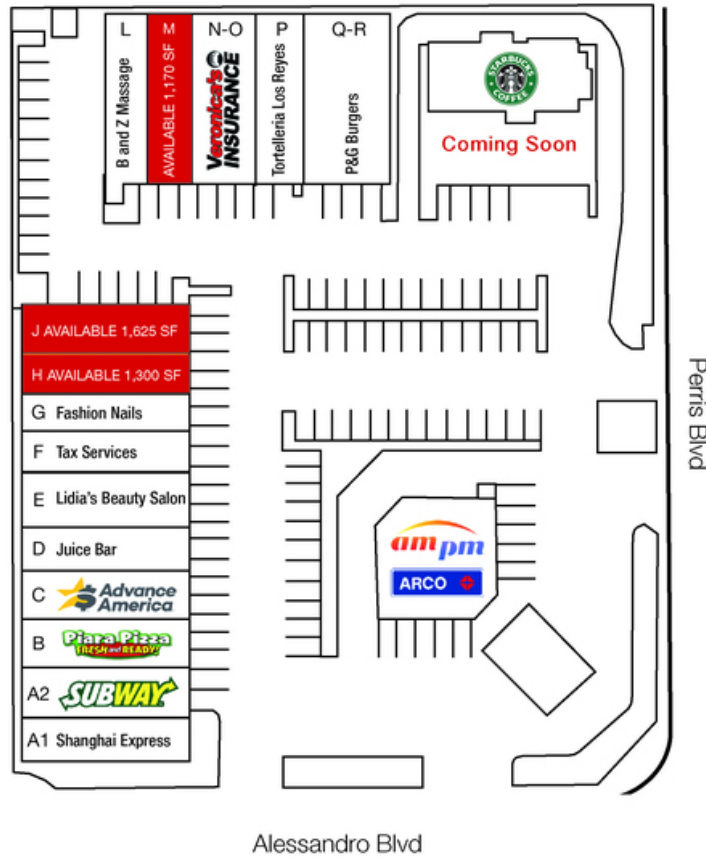 L
B and Z Massage
M
AVAILABLE 1,170 SF
N-O
Veronica's
INSURANCE
P
Tortelleria Los Reyes
Q-R
P&G Burgers
STARBUCKS
COFFEE
Coming Soon
J AVAILABLE 1,625 SF
H AVAILABLE 1,300 SF
G Fashion Nails
F Tax Services
E Lidia's Beauty Salon
D Juice Bar
C Advance
America
B Piara Pizza
FRESH and READY!
A2 SUBWAY
A1 Shanghai Express
am pm
ARCO
Perris Blvd
Alessandro Blvd